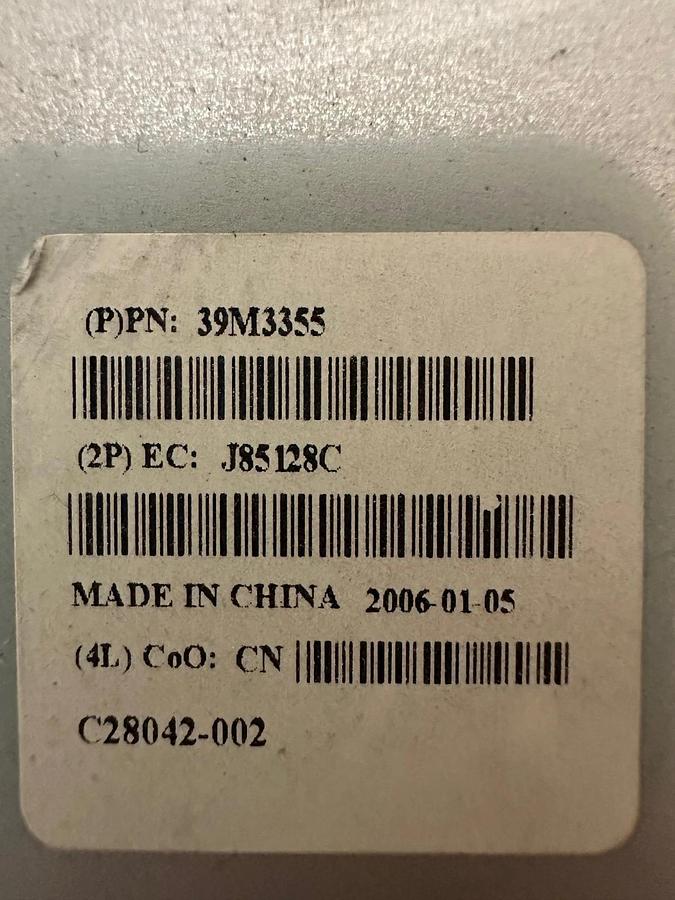 (P)PN: 39M3355
(2P) EC: J85128C
MADE IN CHINA 2006-01-05
(4L) CoO: CN
C28042-002